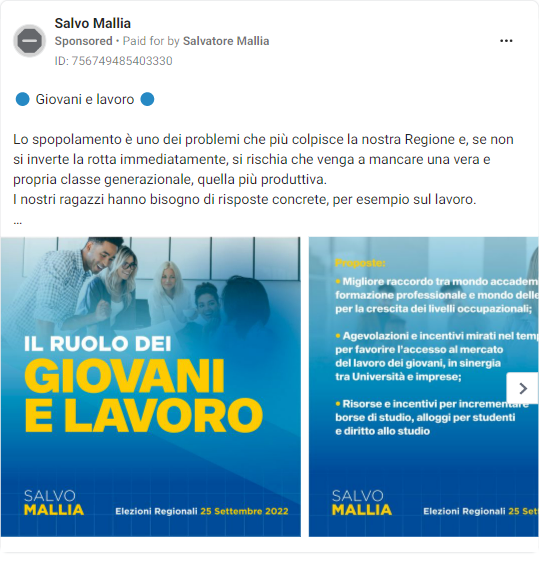 Salvo Mallia
Sponsored • Paid for by Salvatore Mallia
ID: 756749485403330
Giovani e lavoro
Lo spopolamento è uno dei problemi che più colpisce la nostra Regione e, se non
si inverte la rotta immediatamente, si rischia che venga a mancare una vera e
propria classe generazionale, quella più produttiva.
I nostri ragazzi hanno bisogno di risposte concrete, per esempio sul lavoro.
...
IL RUOLO DEI
GIOVANI
E LAVORO
SALVO
MALLIA
Elezioni Regionali 25 Settembre 2022
Proposte:
• Migliore raccordo tra mondo accadem
formazione professionale e mondo delle
per la crescita dei livelli occupazionali;
• Agevolazioni e incentivi mirati nel tem
per favorire l'accesso al mercato
del lavoro dei giovani, in sinergia
tra Università e imprese;
• Risorse e incentivi per incrementare
borse di studio, alloggi per studenti
e diritto allo studio
SALVO
MALLIA
Elezioni Regionali 25 Set